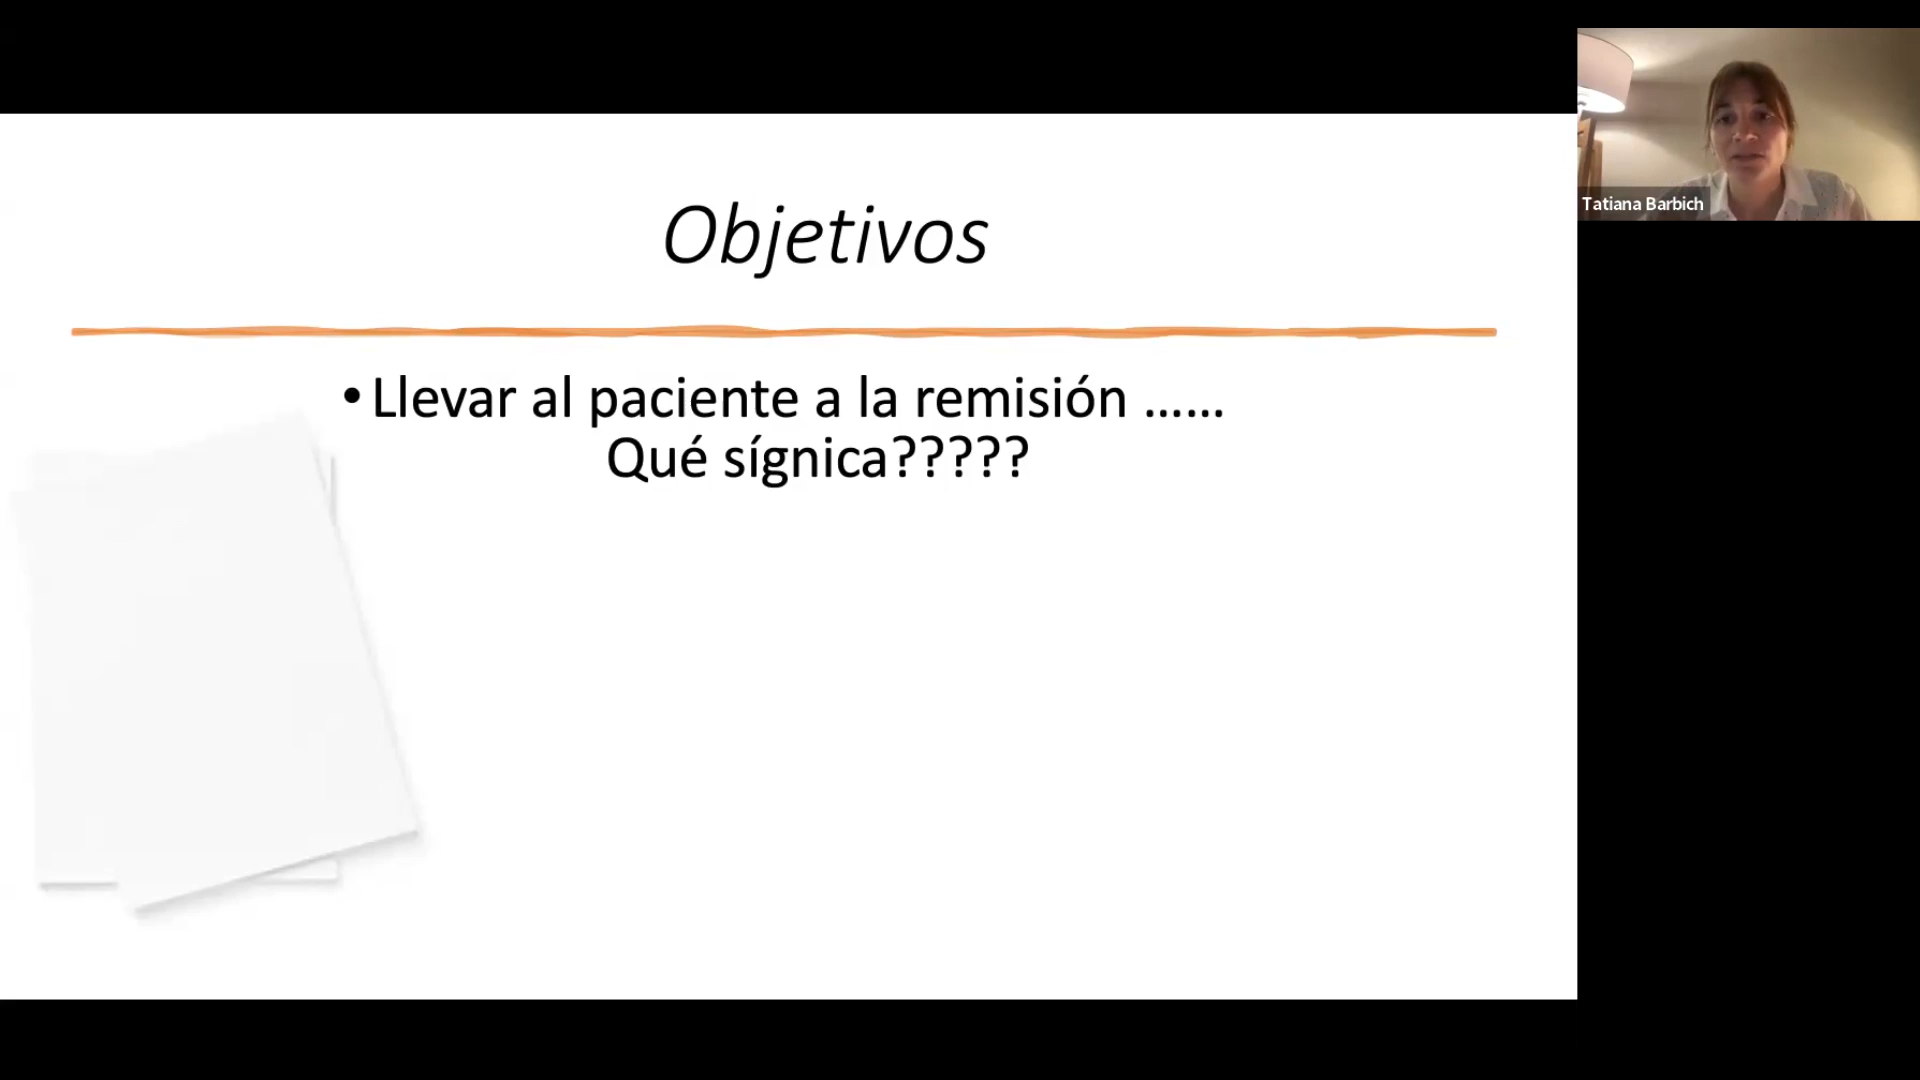 Objetivos
• Llevar al paciente a la remisión ......
Qué sígnica?????
Tatiana Barbich